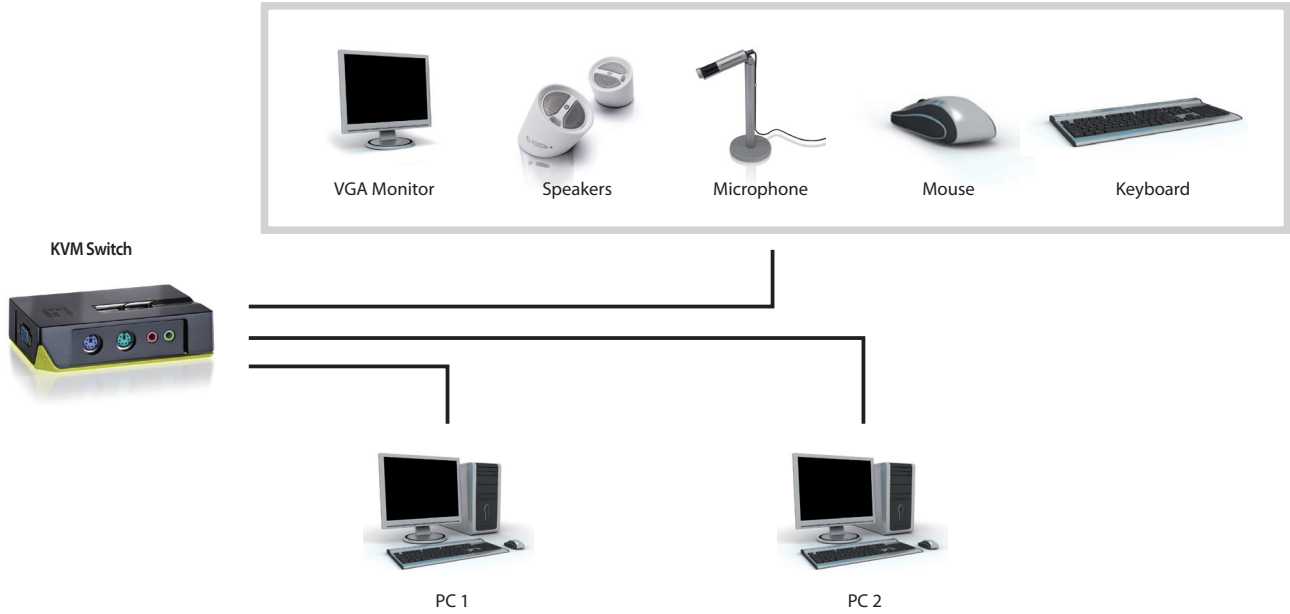 VGA Monitor
Speakers
Microphone
Mouse
Keyboard
KVM Switch
PC 1
PC 2